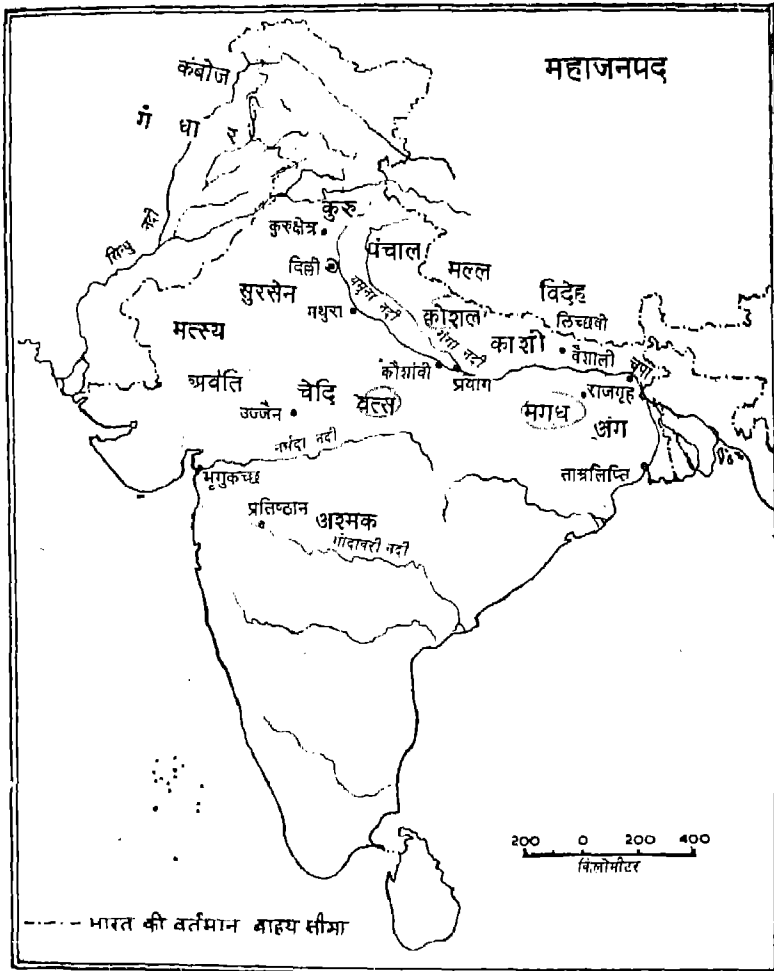 महाजनपद
कंबोज
गंधार
सिन्धु नदी
कुरु
कुरुक्षेत्र
पंचाल
दिल्ली
मल्ल
यमुना नदी
सुरसेन
मथुरा
विदेह
लिच्छवी
कोशल
गंगा नदी
काशी
वैशाली
चंपा
मत्स्य
कौशांबी
प्रयाग
राजगृह
अवंति
चेदि
वत्स
उज्जैन
मगध
अंग
नर्मदा नदी
ताम्रलिप्ति
भृगुकच्छ
प्रतिष्ठान
अश्मक
गोदावरी नदी
200 0 200 400
किलोमीटर
भारत की वर्तमान बाहय सीमा